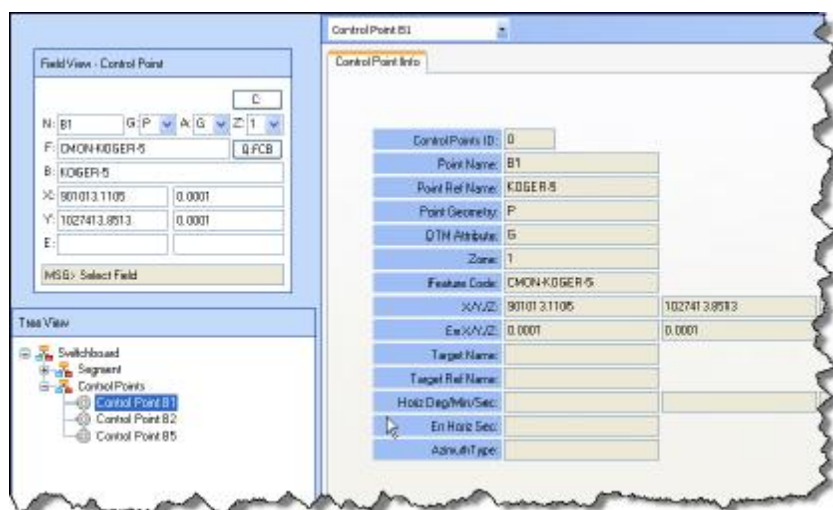 Control Point B1
Control Point Info
Field View - Control Point
C:
N: B1 G: P A: G Z: 1
F: CMON-KOGER-5 Q:FCB
B: KOGER-5
X: 901013.1105 0.0001
Y: 1027413.8513 0.0001
E:
MSG> Select Field
Control Points ID: 0
Point Name: B1
Point Ref Name: KOGER-5
Point Geometry: P
DTM Attribute: G
Zone: 1
Feature Code: CMON-KOGER-5
X/Y/Z: 901013.1105 1027413.8513
Err X/Y/Z: 0.0001 0.0001
Target Name:
Target Ref Name:
Horiz Deg/Min/Sec:
Err Horiz Sec:
AzimuthType:
Tree View
Switchboard
Segment
Control Points
Control Point B1
Control Point B2
Control Point B5